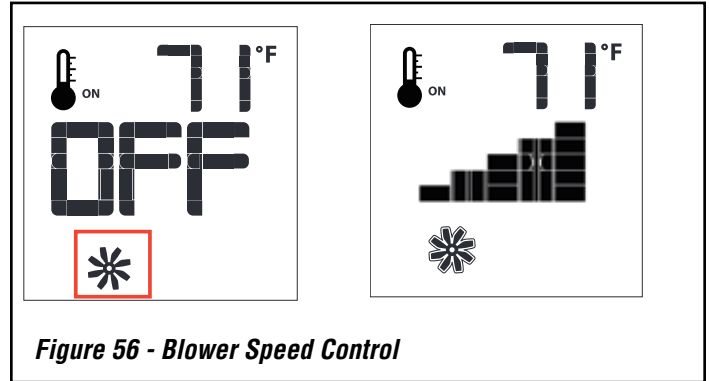 71 °F
ON
OFF
71 °F
ON
Figure 56 - Blower Speed Control